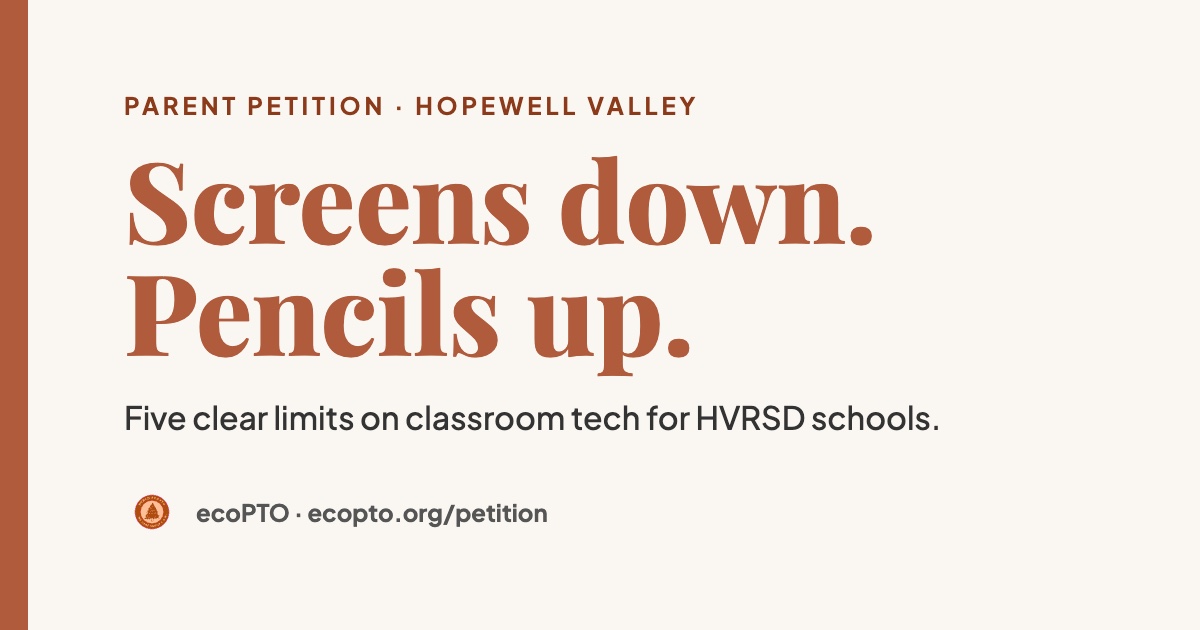 PARENT PETITION · HOPEWELL VALLEY
Screens down.
Pencils up.
Five clear limits on classroom tech for HVRSD schools.
ecoPTO · ecopto.org/petition